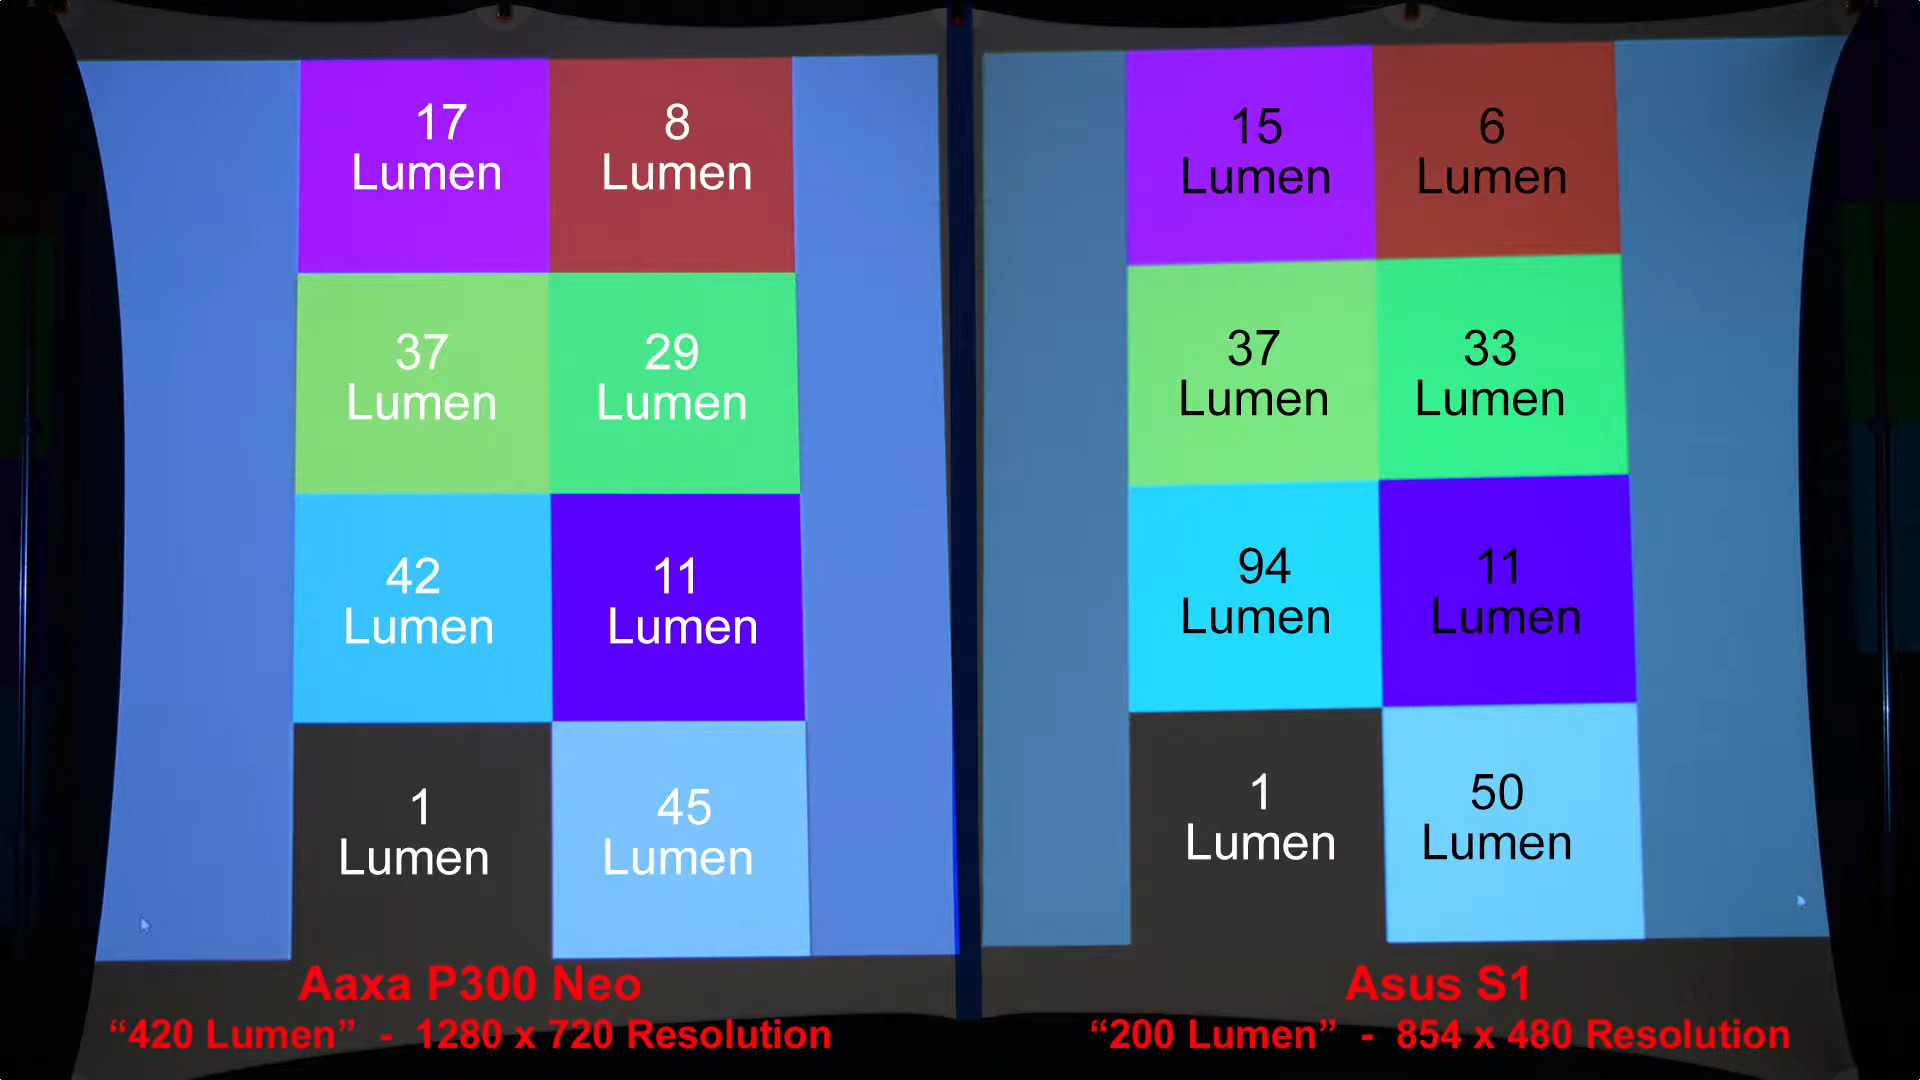 17
Lumen
8
Lumen
37
Lumen
29
Lumen
42
Lumen
11
Lumen
1
Lumen
45
Lumen
Aaxa P300 Neo
“420 Lumen” - 1280 x 720 Resolution
15
Lumen
6
Lumen
37
Lumen
33
Lumen
94
Lumen
11
Lumen
1
Lumen
50
Lumen
Asus S1
“200 Lumen” - 854 x 480 Resolution